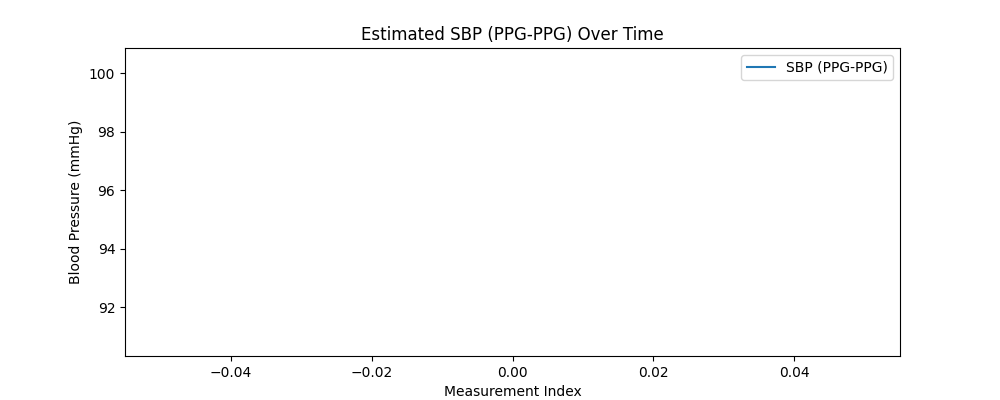 Estimated SBP (PPG-PPG) Over Time
SBP (PPG-PPG)
Blood Pressure (mmHg)
100
98
96
94
92
−0.04 −0.02 0.00 0.02 0.04
Measurement Index